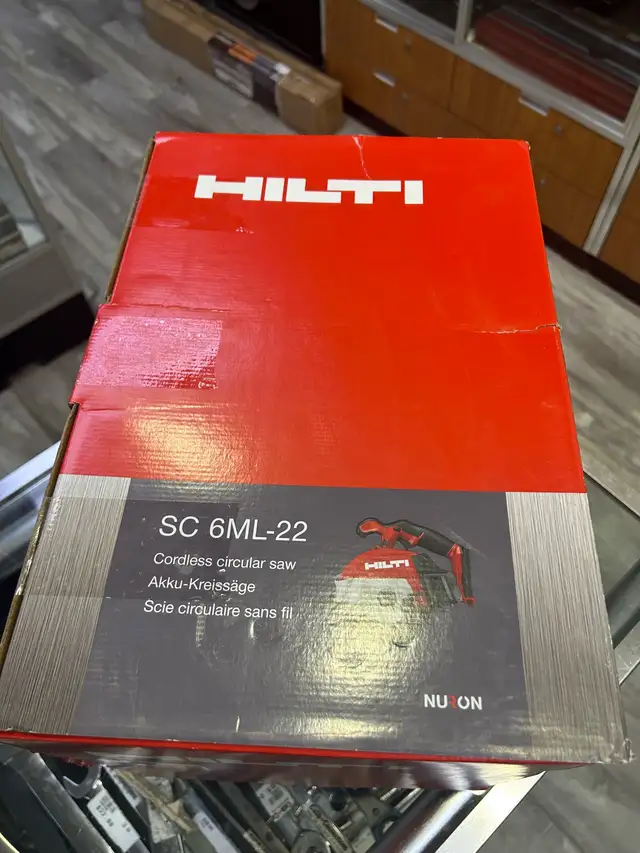 HILTI
SC 6ML-22
Cordless circular saw
Akku-Kreissäge
Scie circulaire sans fil
HILTI
NURON